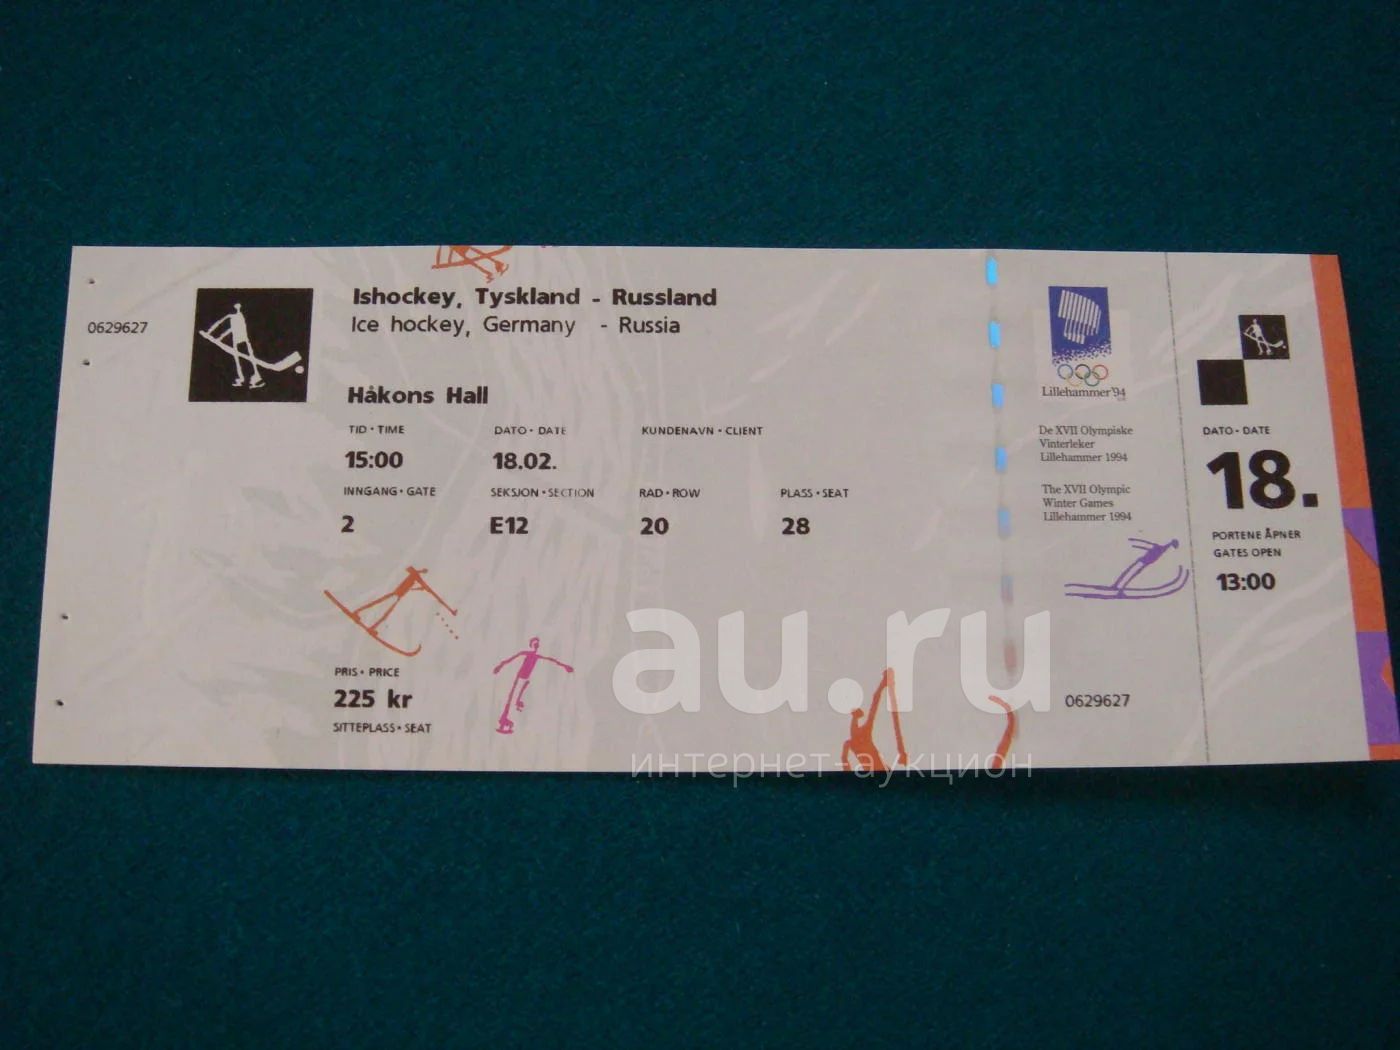 0629627
Ishockey, Tyskland - Russland
Ice hockey, Germany - Russia
Håkons Hall
TID • TIME
DATO • DATE
KUNDENAVN • CLIENT
15:00
18.02.
INNGANG • GATE
SEKSJON • SECTION
RAD • ROW
PLASS • SEAT
2
E12
20
28
PRIS • PRICE
225 kr
SITTEPLASS • SEAT
Lillehammer'94
De XVII Olympiske
Vinterleker
Lillehammer 1994
The XVII Olympic
Winter Games
Lillehammer 1994
0629627
DATO • DATE
18.
PORTENE ÅPNER
GATES OPEN
13:00
au.ru
интернет-аукцион